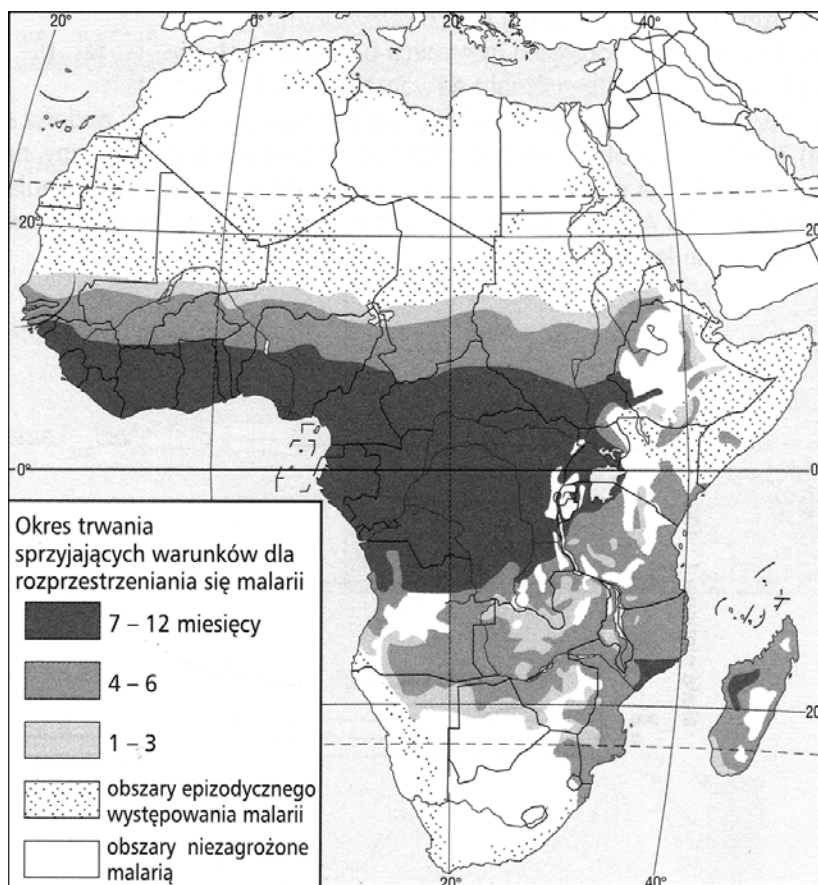 20°
0°
20°
40°
20°
20
0°
0
Okres trwania
sprzyjających warunków dla
rozprzestrzeniania się malarii
7 – 12 miesięcy
4 – 6
1 – 3
obszary epizodycznego
występowania malarii
obszary niezagrożone
malarią
20
20°
40°